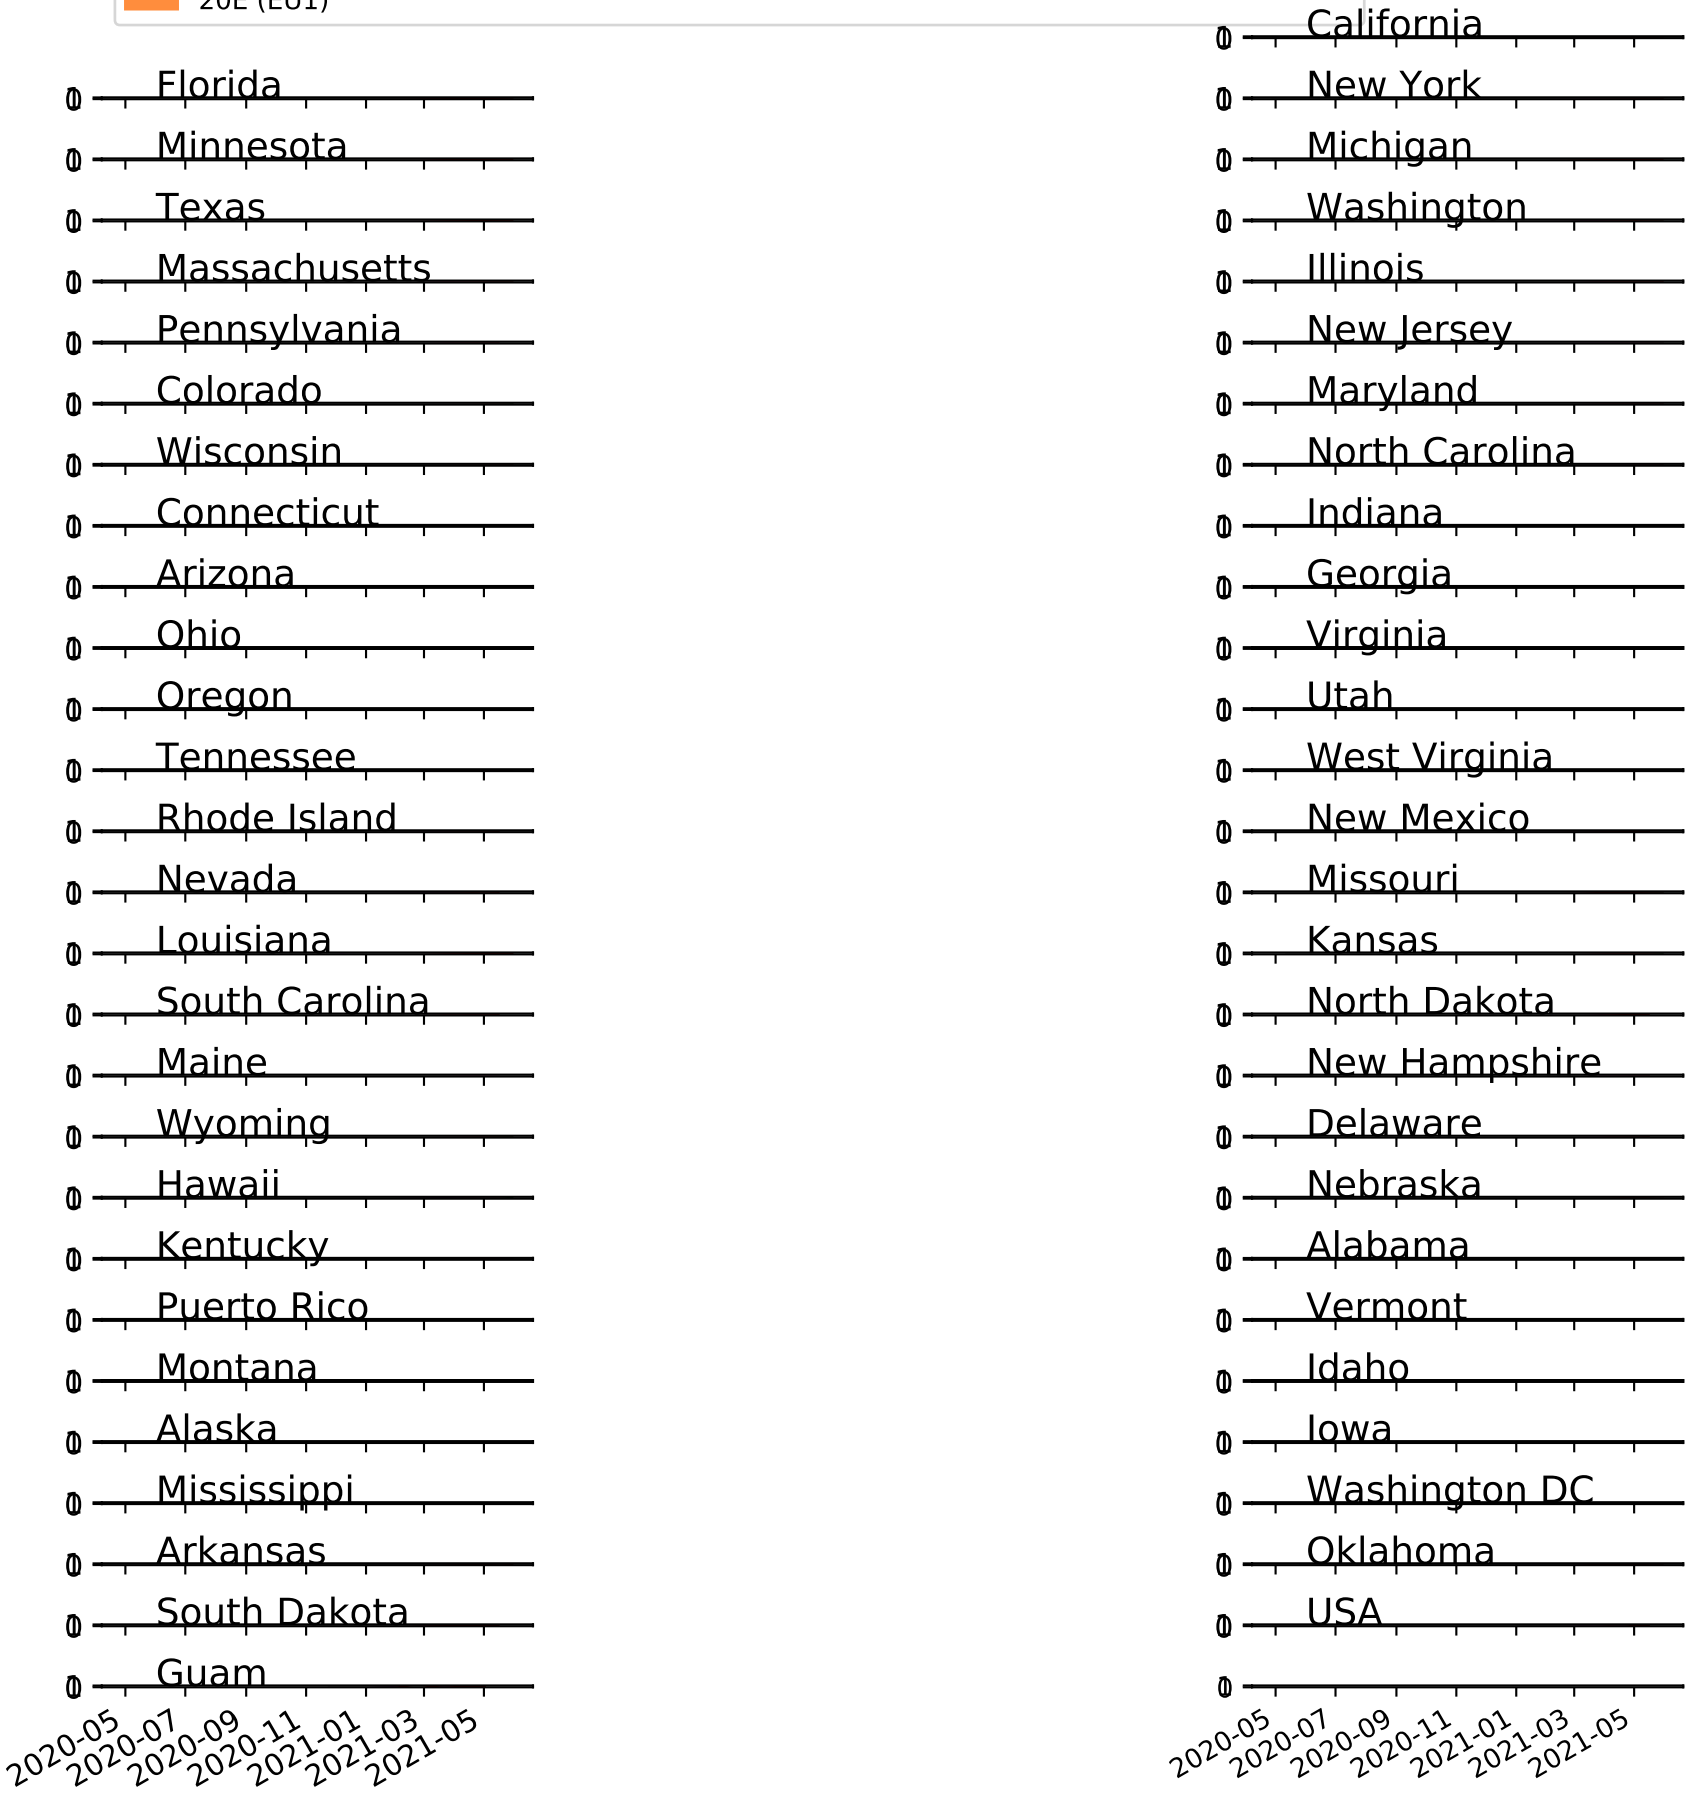 20E (EU1)
Florida
Minnesota
Texas
Massachusetts
Pennsylvania
Colorado
Wisconsin
Connecticut
Arizona
Ohio
Oregon
Tennessee
Rhode Island
Nevada
Louisiana
South Carolina
Maine
Wyoming
Hawaii
Kentucky
Puerto Rico
Montana
Alaska
Mississippi
Arkansas
South Dakota
Guam
2020-05
2020-07
2020-09
2020-11
2021-01
2021-03
2021-05
California
New York
Michigan
Washington
Illinois
New Jersey
Maryland
North Carolina
Indiana
Georgia
Virginia
Utah
West Virginia
New Mexico
Missouri
Kansas
North Dakota
New Hampshire
Delaware
Nebraska
Alabama
Vermont
Idaho
Iowa
Washington DC
Oklahoma
USA
2020-05
2020-07
2020-09
2020-11
2021-01
2021-03
2021-05